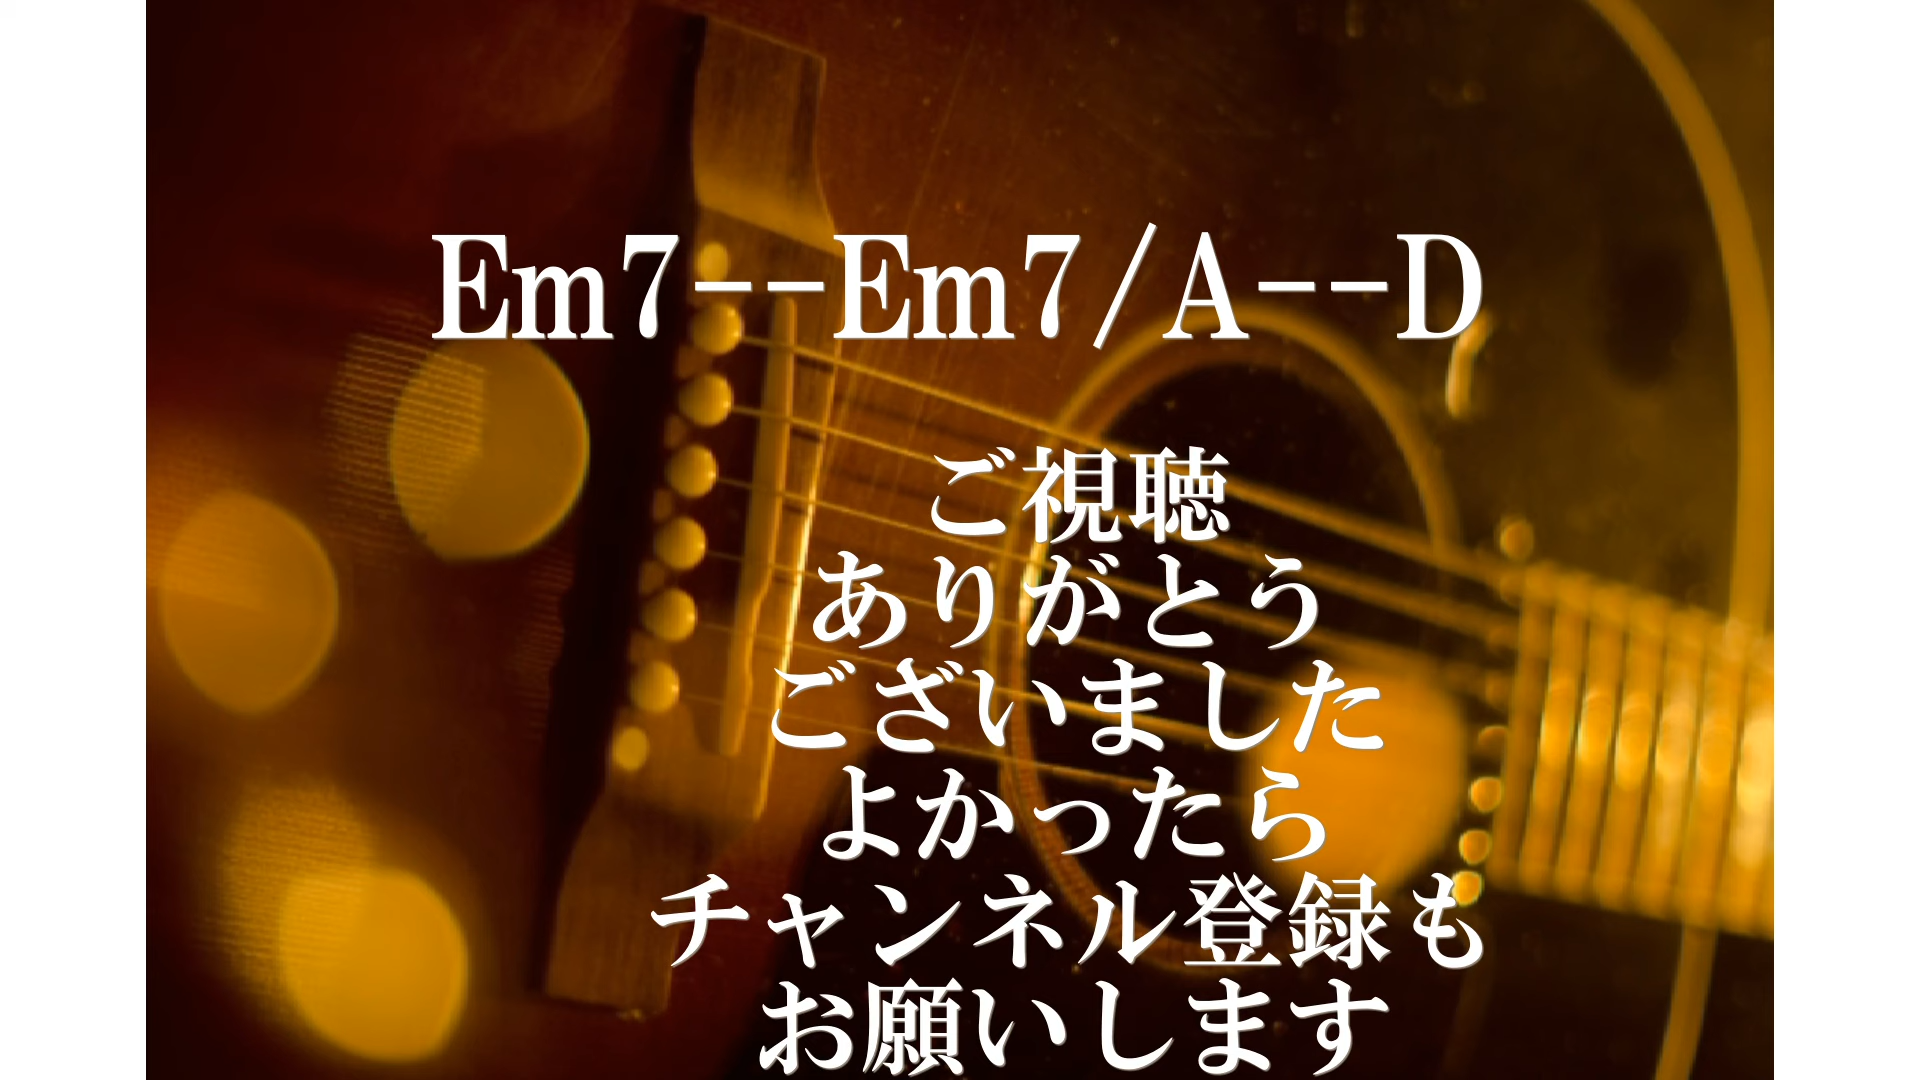 Em7--Em7/A--D
ご視聴
ありがとう
ございました
よかったら
チャンネル登録も
お願いします